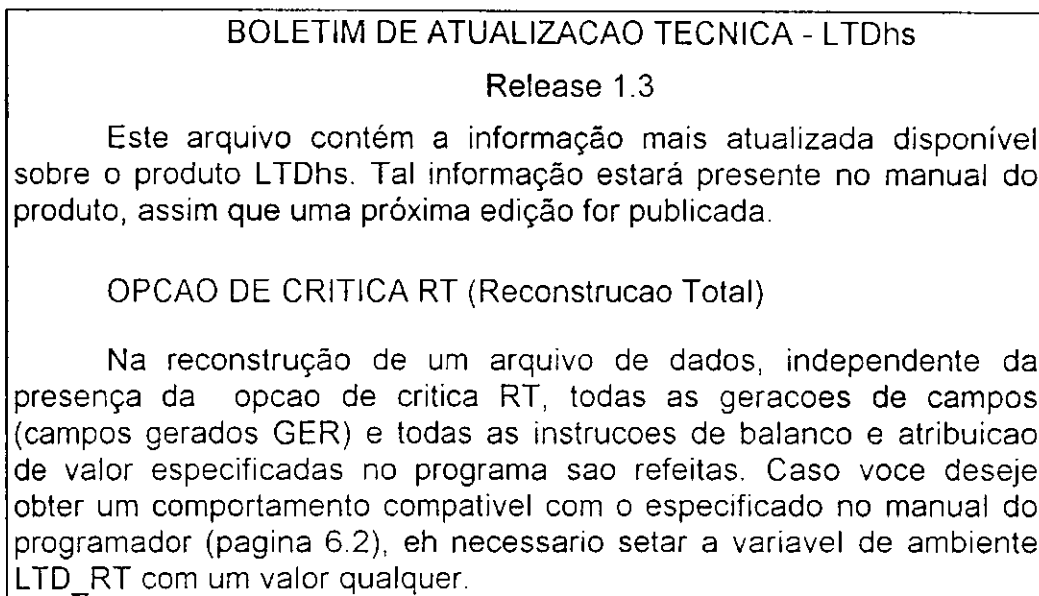 BOLETIM DE ATUALIZACAO TECNICA - LTDhs
Release 1.3
Este arquivo contém a informação mais atualizada disponível
sobre o produto LTDhs. Tal informação estará presente no manual do
produto, assim que uma próxima edição for publicada.
OPCAO DE CRITICA RT (Reconstrucao Total)
Na reconstrução de um arquivo de dados, independente da
presença da opcao de critica RT, todas as geracoes de campos
(campos gerados GER) e todas as instrucoes de balanco e atribuicao
de valor especificadas no programa sao refeitas. Caso voce deseje
obter um comportamento compativel com o especificado no manual do
programador (pagina 6.2), eh necessario setar a variavel de ambiente
LTD_RT com um valor qualquer.